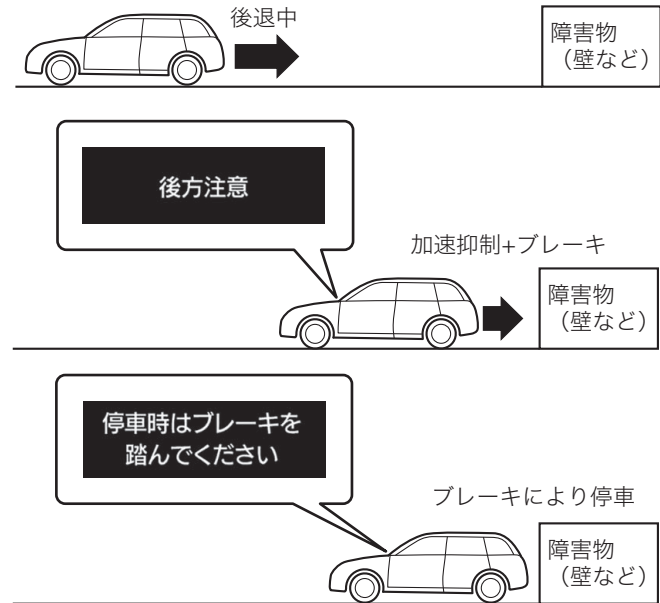 後退中
障害物
（壁など）
後方注意
加速抑制+ブレーキ
障害物
（壁など）
停車時はブレーキを
踏んでください
ブレーキにより停車
障害物
（壁など）